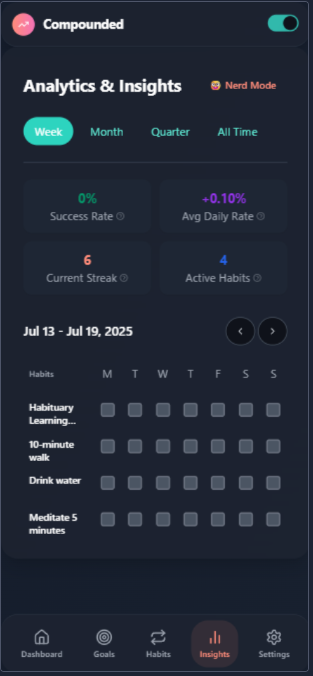 Compounded
Analytics & Insights
🤓 Nerd Mode
Week Month Quarter All Time
0%
Success Rate
+0.10%
Avg Daily Rate
6
Current Streak
4
Active Habits
Jul 13 - Jul 19, 2025
Habits M T W T F S S
Habituary
Learning...
10-minute
walk
Drink water
Meditate 5
minutes
Dashboard Goals Habits Insights Settings